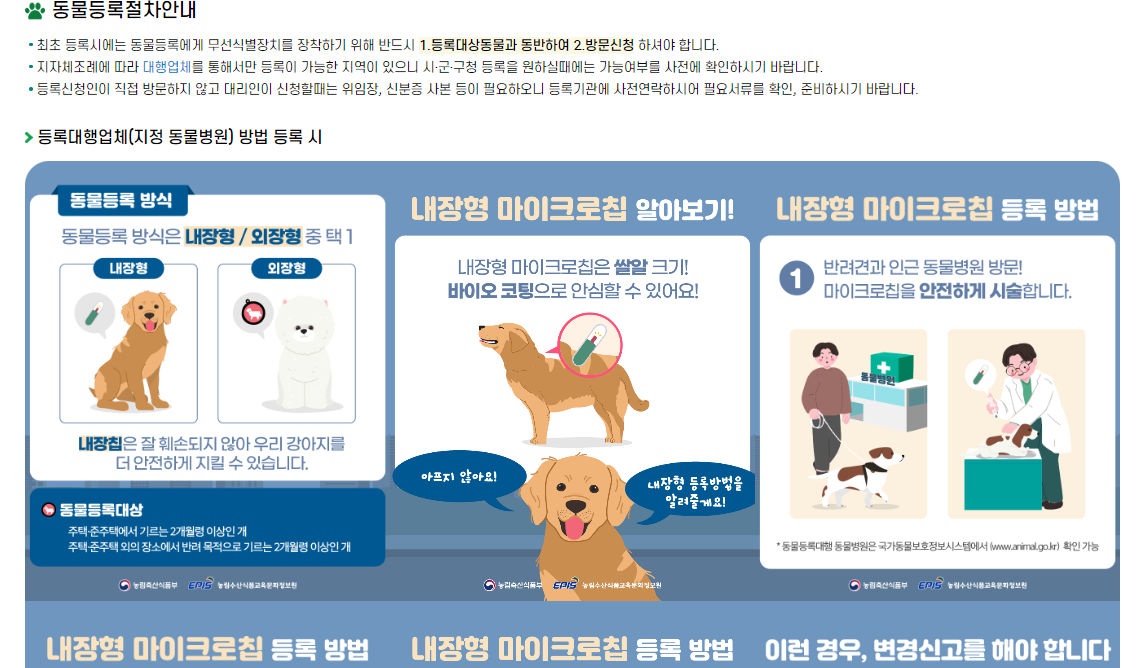 동물등록절차안내
• 최초 등록시에는 동물등록에게 무선식별장치를 장착하기 위해 반드시 1.등록대상동물과 동반하여 2.방문신청 하셔야 합니다.
• 지자체조례에 따라 대행업체를 통해서만 등록이 가능한 지역이 있으니 시·군·구청 등록을 원하실때에는 가능여부를 사전에 확인하시기 바랍니다.
• 등록신청인이 직접 방문하지 않고 대리인이 신청할때는 위임장, 신분증 사본 등이 필요하오니 등록기관에 사전연락하시어 필요서류를 확인, 준비하시기 바랍니다.
등록대행업체(지정 동물병원) 방법 등록 시
동물등록 방식
동물등록 방식은 내장형 / 외장형 중 택 1
내장형
외장형
내장칩은 잘 훼손되지 않아 우리 강아지를
더 안전하게 지킬 수 있습니다.
동물등록대상
주택·준주택에서 기르는 2개월령 이상인 개
주택·준주택 외의 장소에서 반려 목적으로 기르는 2개월령 이상인 개
농림축산식품부 EPIS 농림수산식품교육문화정보원
내장형 마이크로칩 알아보기!
내장형 마이크로칩은 쌀알 크기!
바이오 코팅으로 안심할 수 있어요!
아프지 않아요!
내장형 등록방법을
알려줄게요!
농림축산식품부 EPIS 농림수산식품교육문화정보원
내장형 마이크로칩 등록 방법
1 반려견과 인근 동물병원 방문!
마이크로칩을 안전하게 시술합니다.
동물병원
* 동물등록대행 동물병원은 국가동물보호정보시스템에서 (www.animal.go.kr) 확인 가능
농림축산식품부 EPIS 농림수산식품교육문화정보원
내장형 마이크로칩 등록 방법
내장형 마이크로칩 등록 방법
이런 경우, 변경신고를 해야 합니다